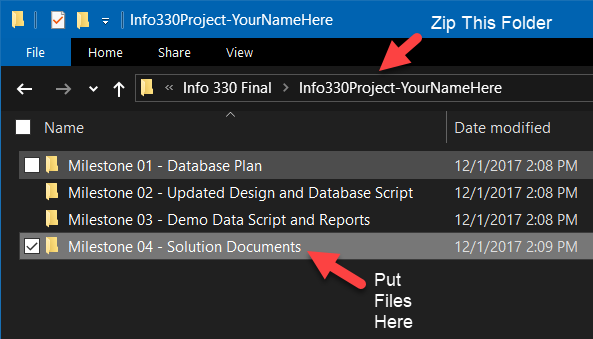 Info330Project-YourNameHere
Zip This Folder
File Home Share View
Info 330 Final Info330Project-YourNameHere
Name Date modified
Milestone 01 - Database Plan 12/1/2017 2:08 PM
Milestone 02 - Updated Design and Database Script 12/1/2017 2:08 PM
Milestone 03 - Demo Data Script and Reports 12/1/2017 2:08 PM
Milestone 04 - Solution Documents 12/1/2017 2:09 PM
Put
Files
Here